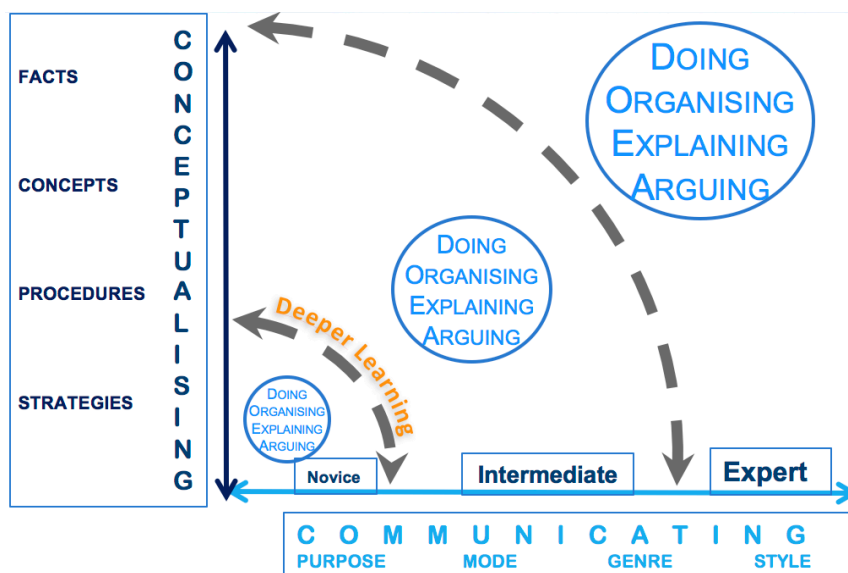 CONCEPTUALISING
FACTS
CONCEPTS
PROCEDURES
STRATEGIES
DOING
ORGANISING
EXPLAINING
ARGUING
DOING
ORGANISING
EXPLAINING
ARGUING
Deeper Learning
DOING
ORGANISING
EXPLAINING
ARGUING
Novice
Intermediate
Expert
COMMUNICATING
PURPOSE MODE GENRE STYLE